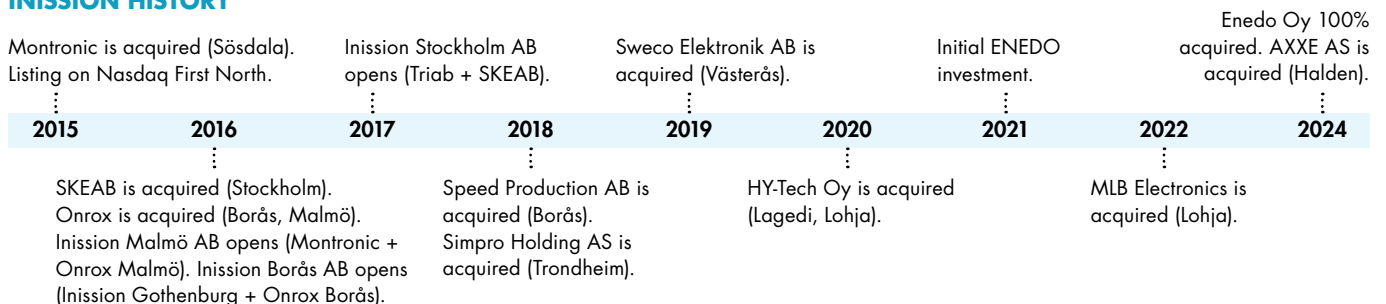 INISSION HISTORY
Montronic is acquired (Sösdala).
Listing on Nasdaq First North.
Inission Stockholm AB
opens (Triab + SKEAB).
Sweco Elektronik AB is
acquired (Västerås).
Initial ENEDO
investment.
Enedo Oy 100%
acquired. AXXE AS is
acquired (Halden).
2015 2016 2017 2018 2019 2020 2021 2022 2024
SKEAB is acquired (Stockholm).
Onrox is acquired (Borås, Malmö).
Inission Malmö AB opens (Montronic +
Onrox Malmö). Inission Borås AB opens
(Inission Gothenburg + Onrox Borås).
Speed Production AB is
acquired (Borås).
Simpro Holding AS is
acquired (Trondheim).
HY-Tech Oy is acquired
(Lagedi, Lohja).
MLB Electronics is
acquired (Lohja).